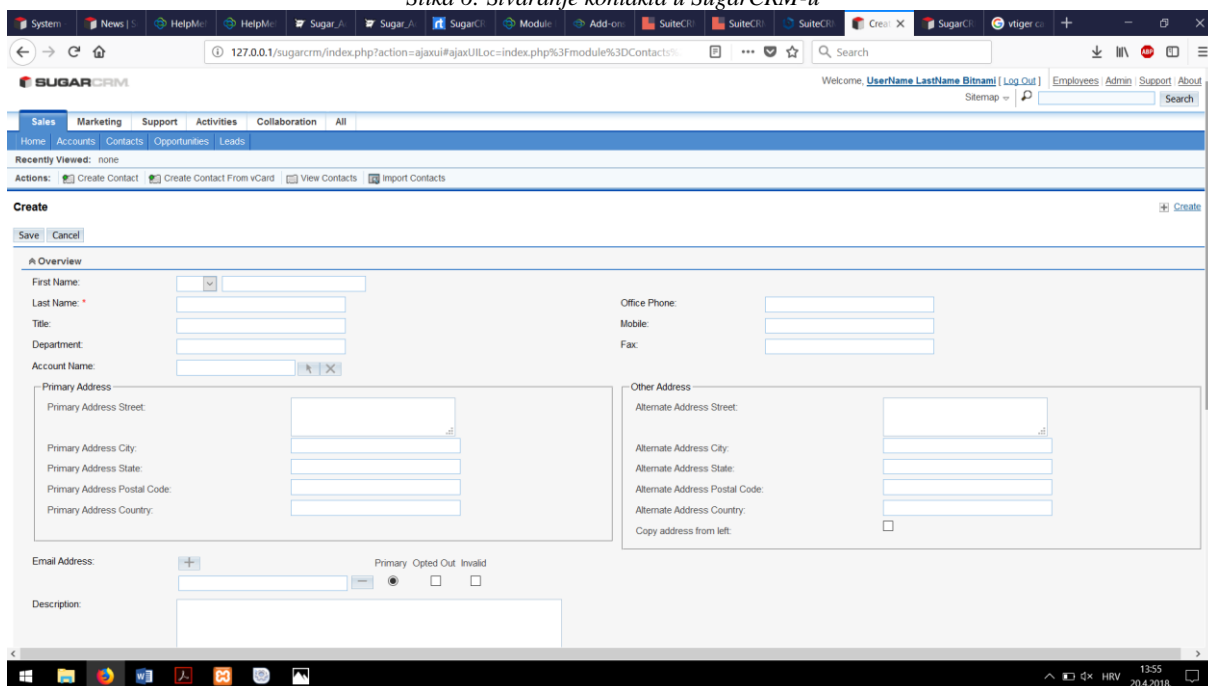 Slika 6: Stvaranje kontakta u SugarCRM-u
System News | S HelpMe HelpMe Sugar_A Sugar_A SugarC Module Add-on SuiteCR SuiteCR SuiteCR Creat SugarC vtiger c
127.0.0.1/sugarcrm/index.php?action=ajaxui#ajaxUILoc=index.php%3Fmodule%3DContacts% Search
SUGARCRM Welcome, UserName LastName Bitnami [ Log Out ] Employees | Admin | Support | About
Sitemap Search
Sales Marketing Support Activities Collaboration All
Home Accounts Contacts Opportunities Leads
Recently Viewed: none
Actions: Create Contact Create Contact From vCard View Contacts Import Contacts
Create Create
Save Cancel
Overview
First Name:
Last Name: * Office Phone:
Title: Mobile:
Department: Fax:
Account Name:
Primary Address Other Address
Primary Address Street: Alternate Address Street:
Primary Address City: Alternate Address City:
Primary Address State: Alternate Address State:
Primary Address Postal Code: Alternate Address Postal Code:
Primary Address Country: Alternate Address Country:
Copy address from left:
Email Address: Primary Opted Out Invalid
Description:
HRV 13:55
20.4.2018.